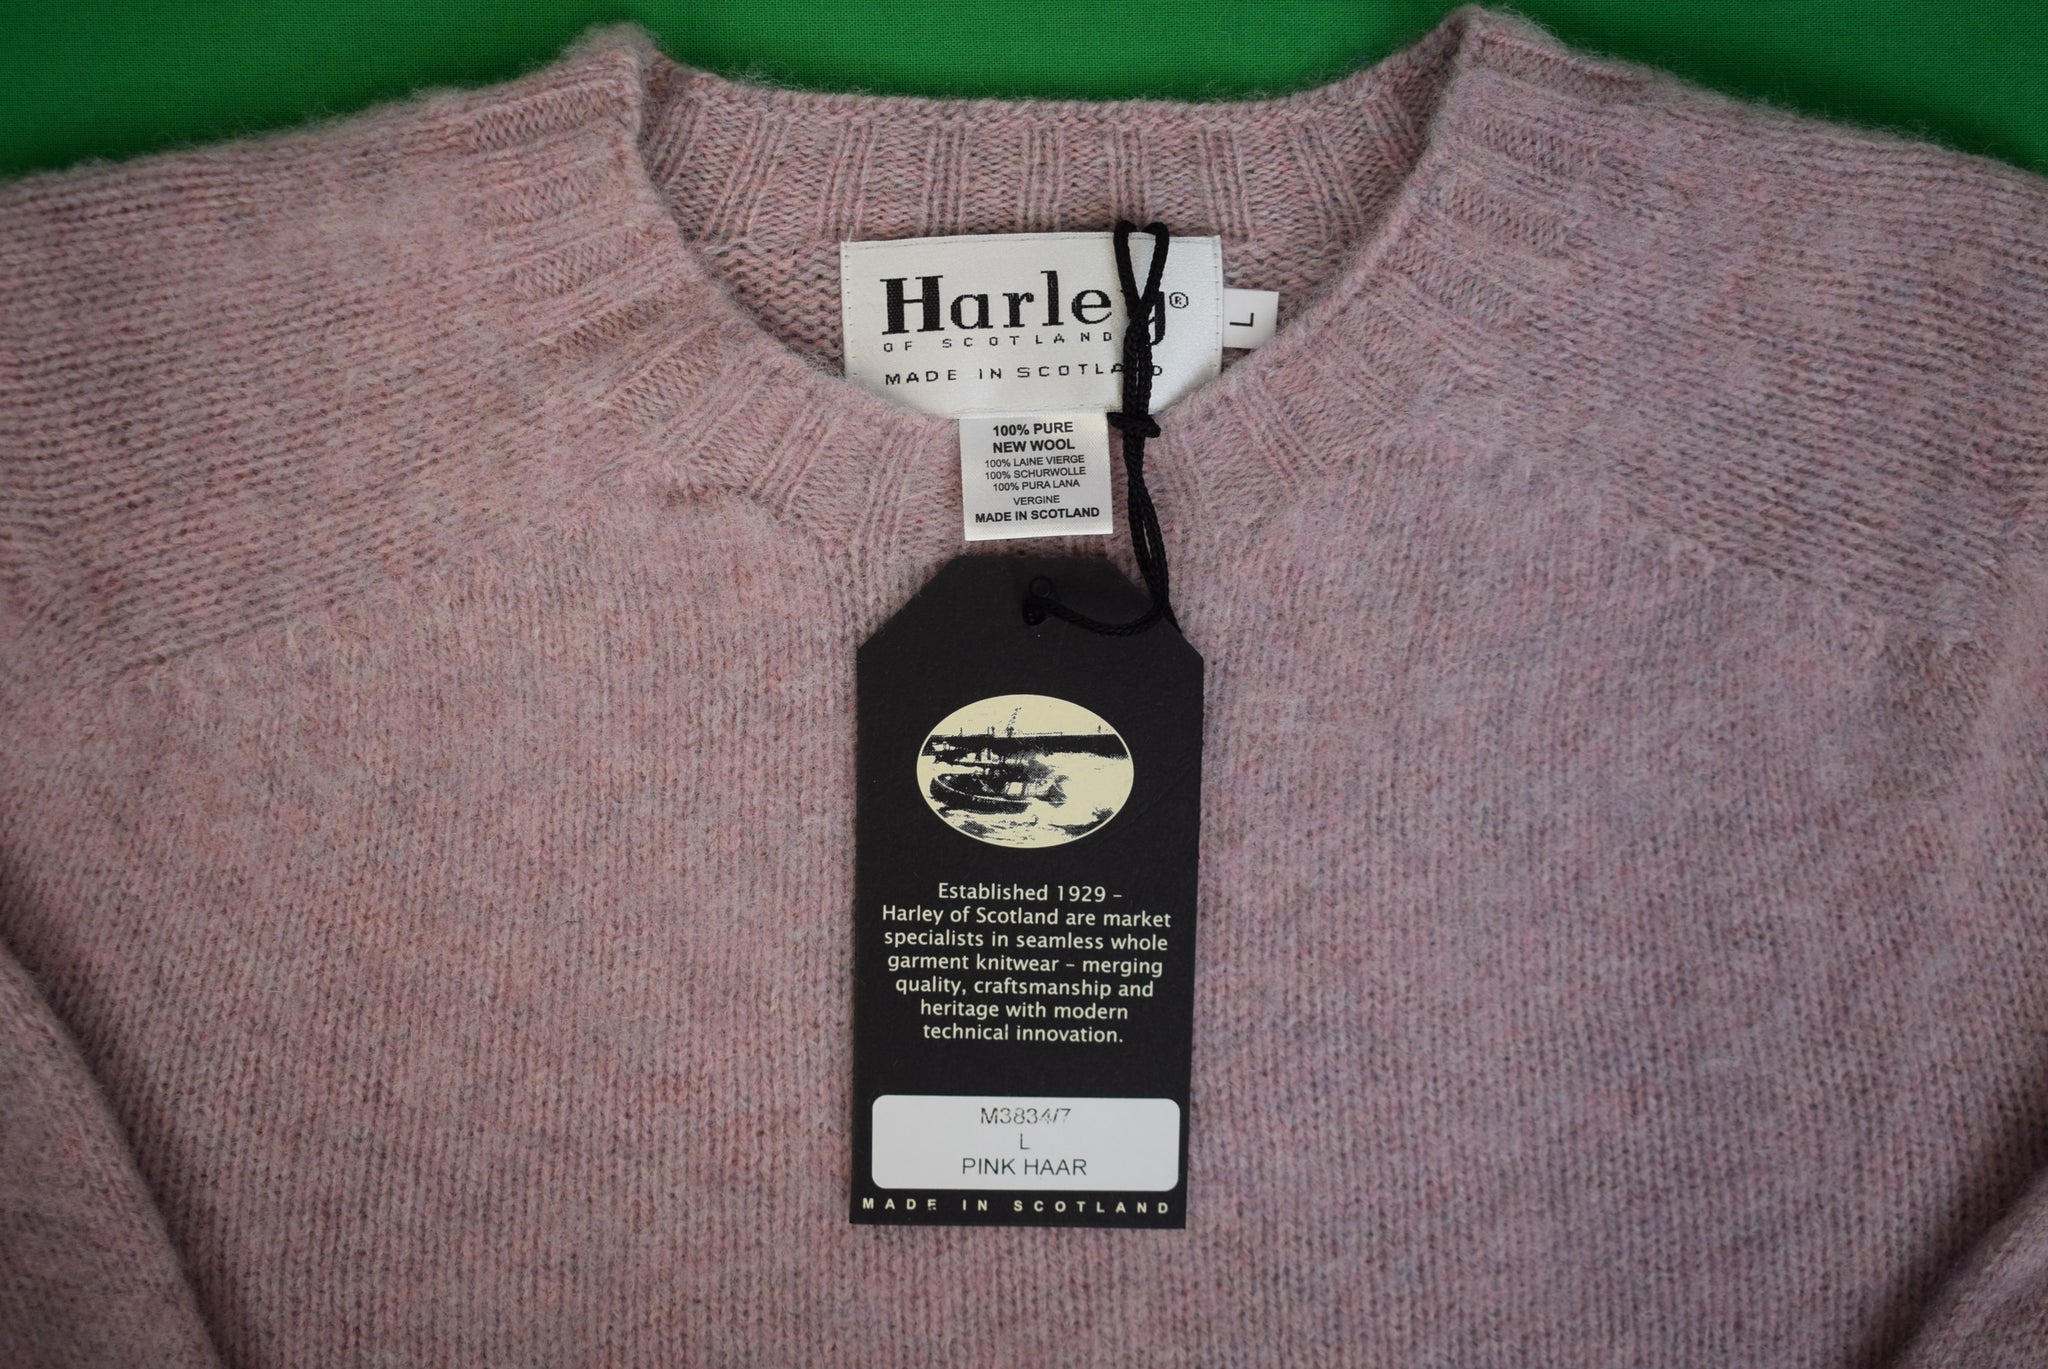 Harley®
OF SCOTLAND
MADE IN SCOTLAND
L
100% PURE
NEW WOOL
100% LAINE VIERGE
100% SCHURWOLLE
100% PURA LANA
VERGINE
MADE IN SCOTLAND
Established 1929 –
Harley of Scotland are market
specialists in seamless whole
garment knitwear – merging
quality, craftsmanship and
heritage with modern
technical innovation.
M3834/7
L
PINK HAAR
MADE IN SCOTLAND